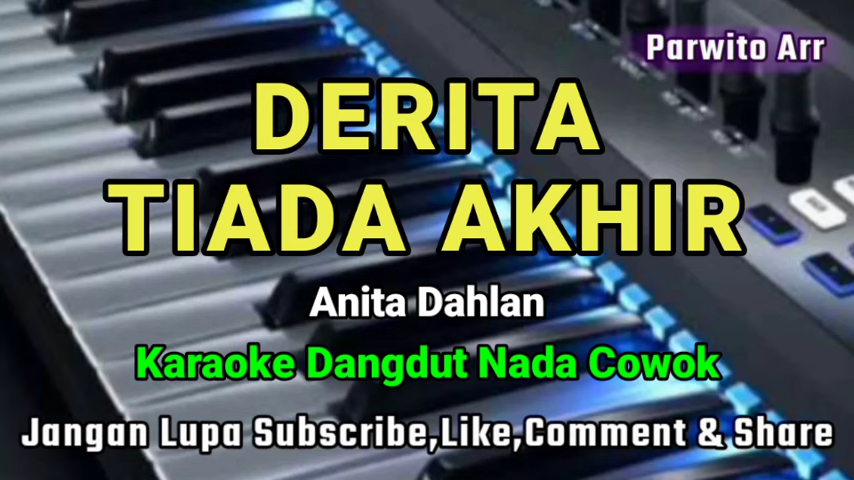 Parwito Arr
DERITA
TIADA AKHIR
Anita Dahlan
Karaoke Dangdut Nada Cowok
Jangan Lupa Subscribe,Like,Comment & Share